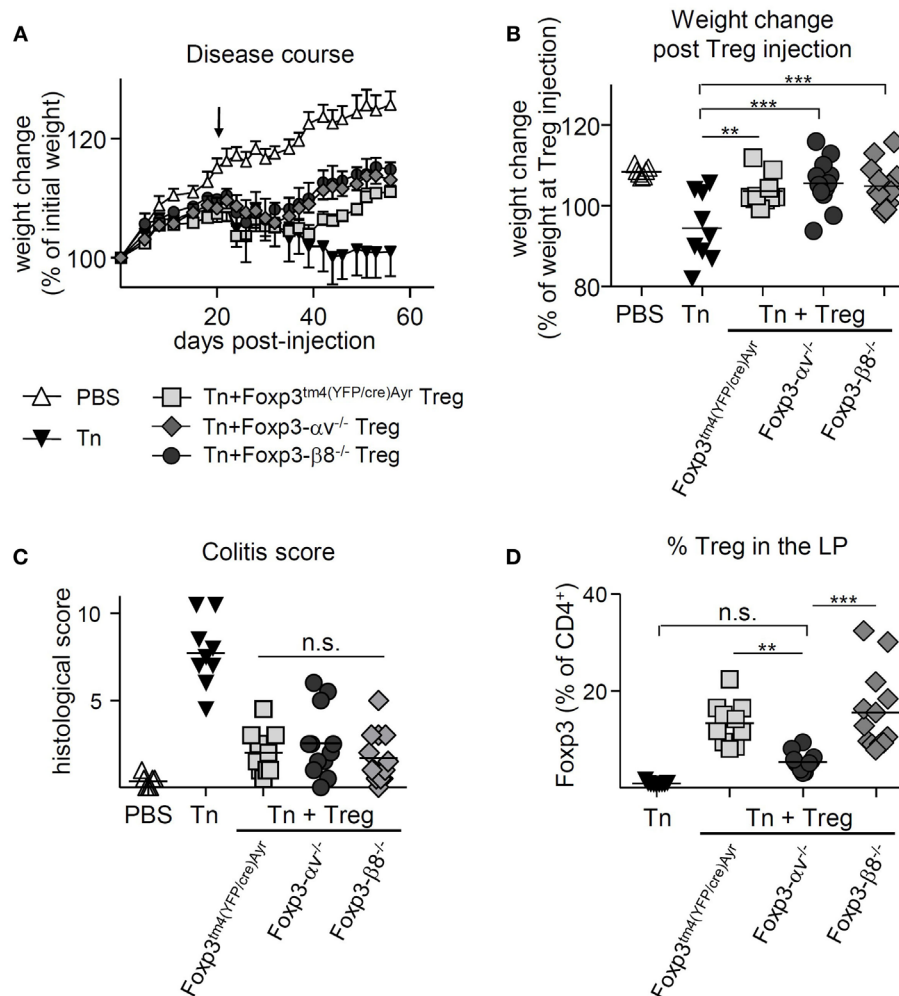 A
Disease course
weight change
(% of initial weight)
120
100
0
20
40
60
days post-injection
PBS
Tn
Tn+Foxp3tm4(YFP/cre)Ayr Treg
Tn+Foxp3-αv-/- Treg
Tn+Foxp3-β8-/- Treg
B
Weight change
post Treg injection
weight change
(% of weight at Treg injection)
120
100
80
***
***
**
PBS
Tn
Tn + Treg
Foxp3tm4(YFP/cre)Ayr
Foxp3-αv-/-
Foxp3-β8-/-
C
Colitis score
histological score
10
5
n.s.
PBS
Tn
Tn + Treg
Foxp3tm4(YFP/cre)Ayr
Foxp3-αv-/-
Foxp3-β8-/-
D
% Treg in the LP
Foxp3 (% of CD4+)
40
20
n.s.
***
**
Tn
Tn + Treg
Foxp3tm4(YFP/cre)Ayr
Foxp3-αv-/-
Foxp3-β8-/-